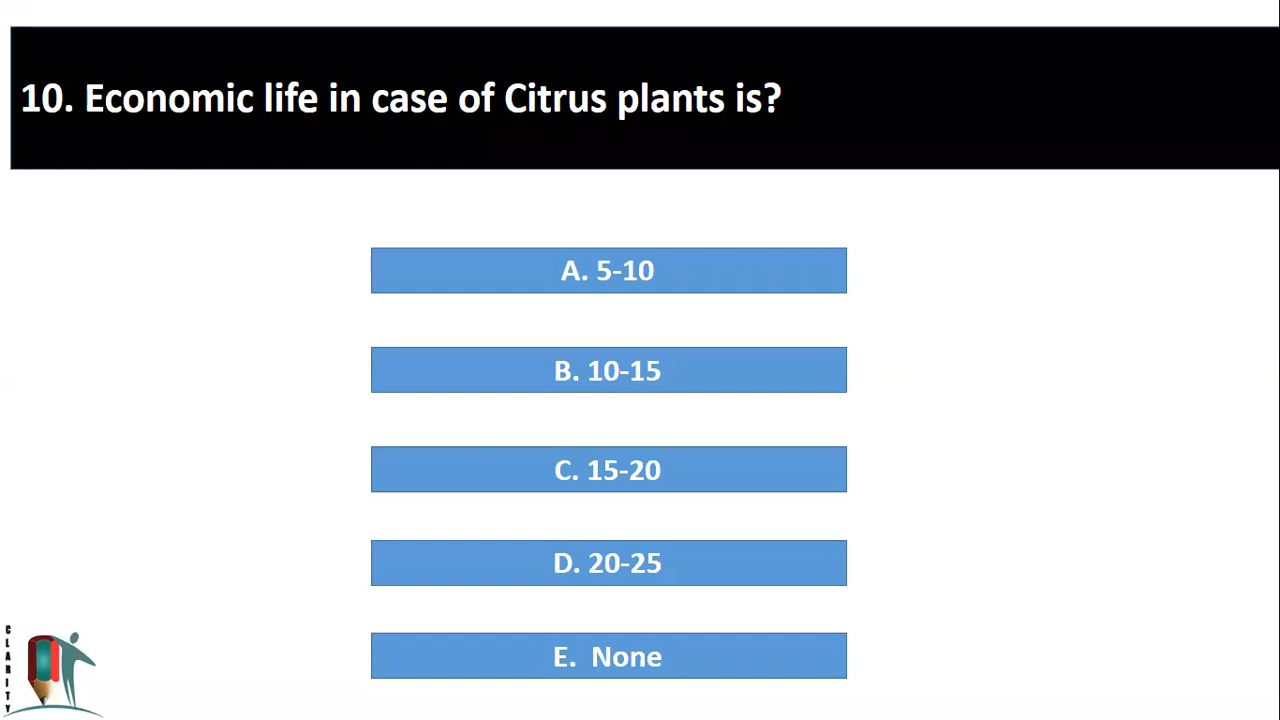 10. Economic life in case of Citrus plants is?
A. 5-10
B. 10-15
C. 15-20
D. 20-25
E. None
CLARITY